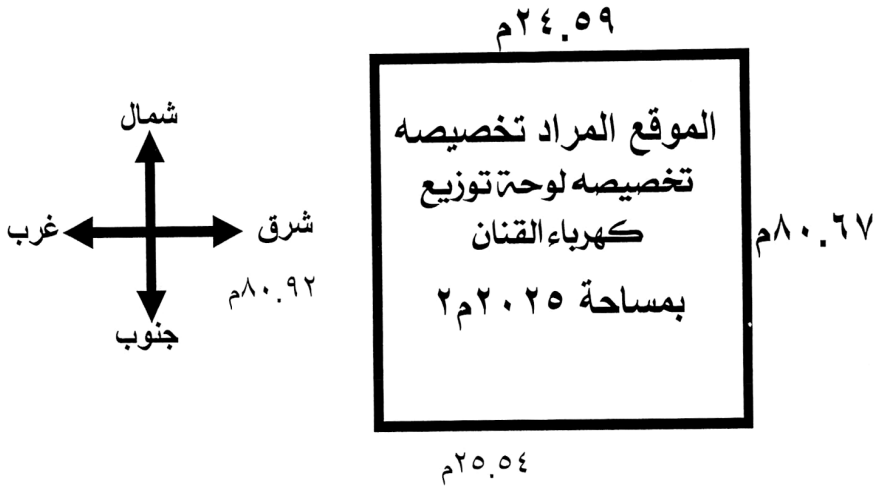 ٢٤.٥٩م
شمال
غرب
شرق
جنوب
الموقع المراد تخصيصه
تخصيصه لوحة توزيع
كهرباء القنان
بمساحة ٢٠٢٥م٢
٨٠.٦٧م
٨٠.٩٢م
٢٥.٥٤م